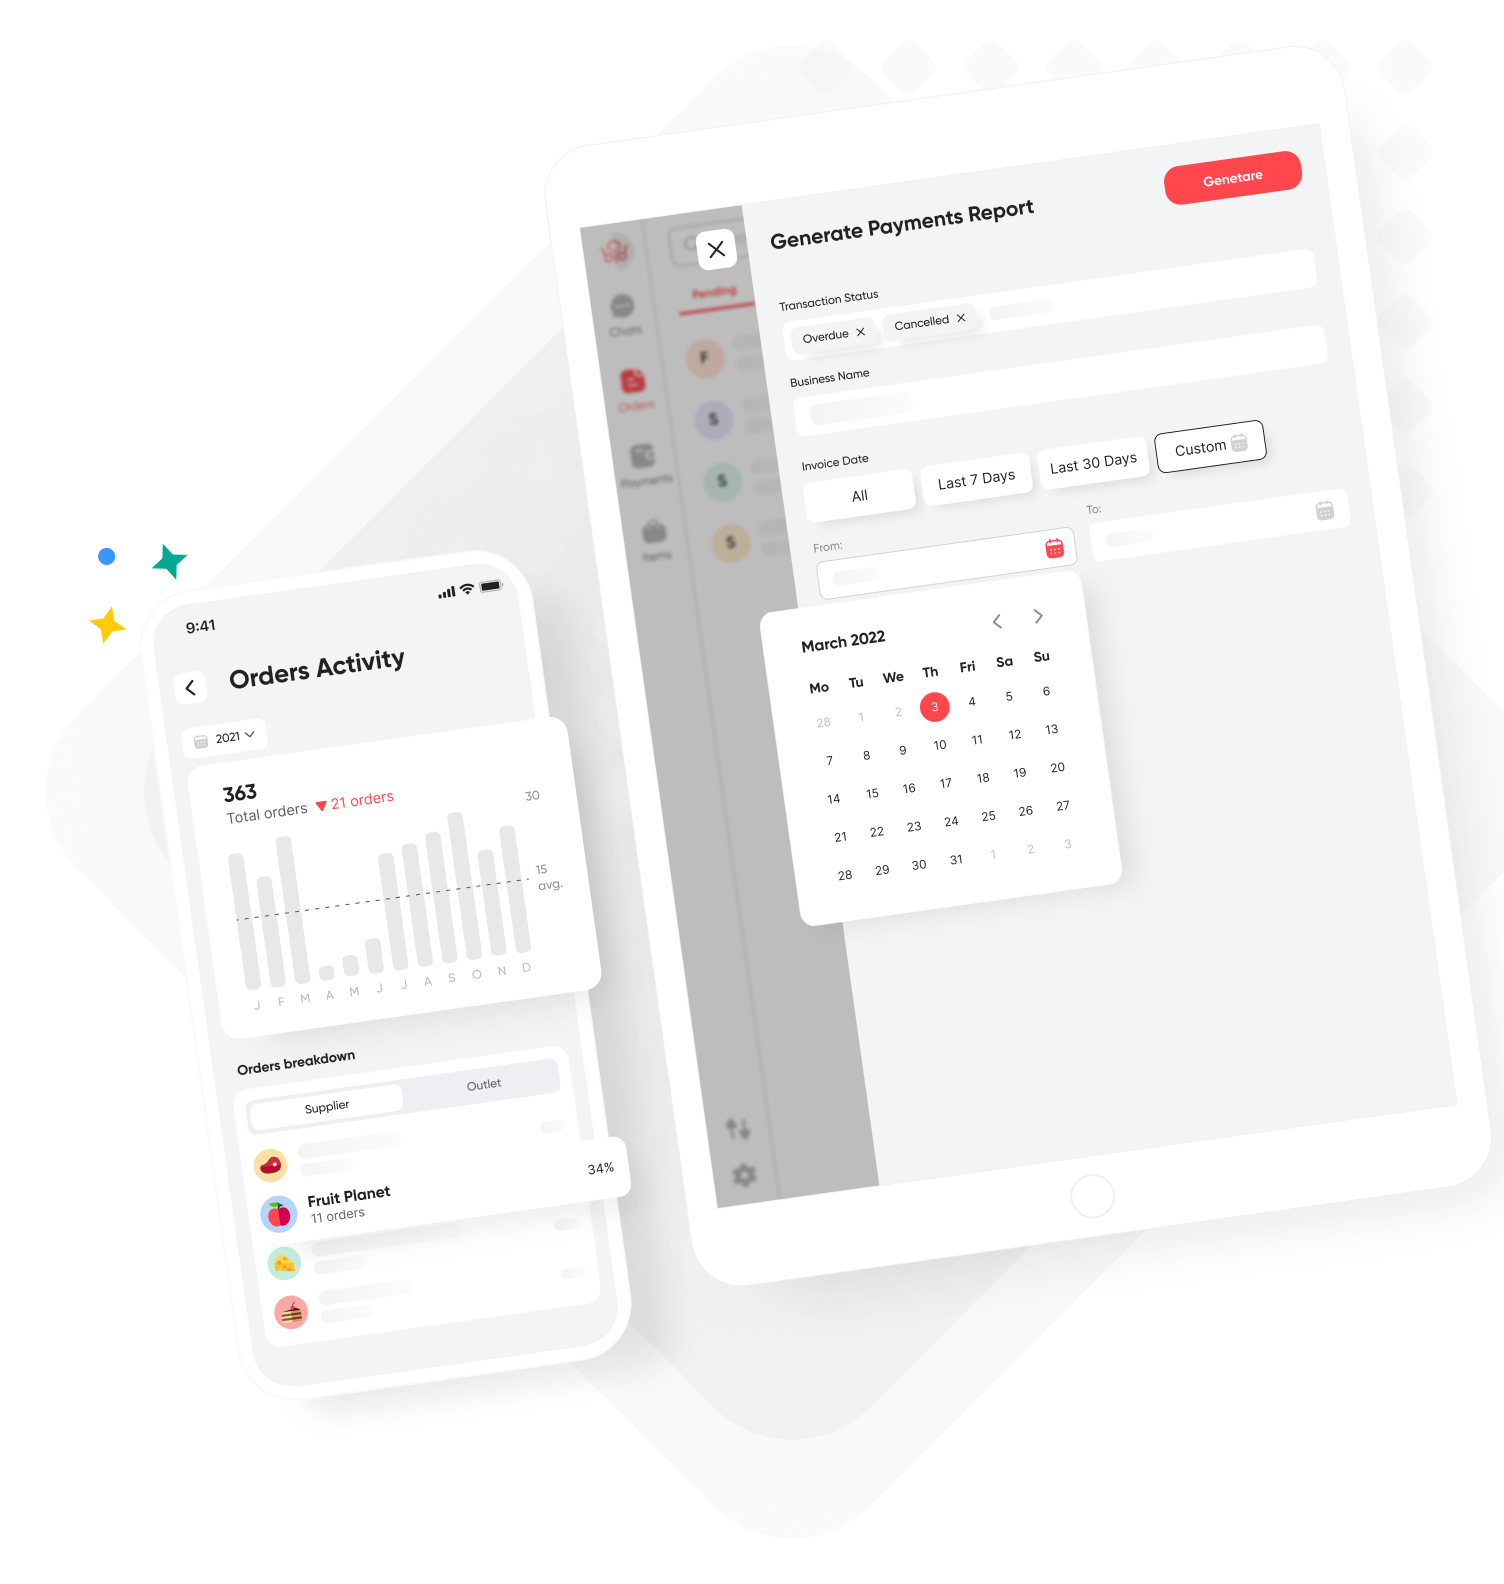 9:41
Orders Activity
2021
363
Total orders 21 orders
30
15
avg.
J F M A M J J A S O N D
Orders breakdown
Supplier Outlet
Fruit Planet
11 orders
34%
Chats
Orders
Payments
Items
Pending
F
S
S
S
Generate Payments Report
Genetare
Transaction Status
Overdue
Cancelled
Business Name
Invoice Date
All Last 7 Days Last 30 Days Custom
From:
To:
March 2022
Mo Tu We Th Fri Sa Su
28 1 2 3 4 5 6
7 8 9 10 11 12 13
14 15 16 17 18 19 20
21 22 23 24 25 26 27
28 29 30 31 1 2 3